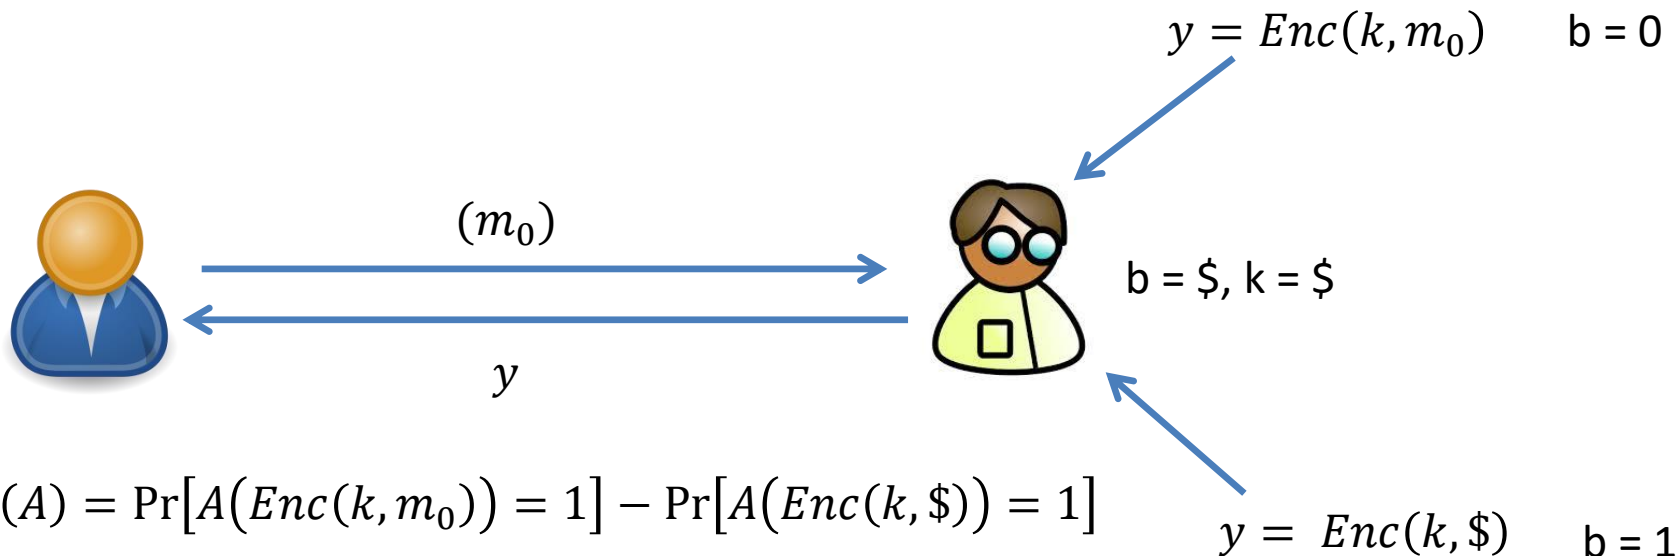 y = Enc(k, m₀) b = 0
(m₀)
b = $, k = $
y
(A) = Pr[A(Enc(k, m₀)) = 1] − Pr[A(Enc(k, $)) = 1]
y = Enc(k, $) b = 1